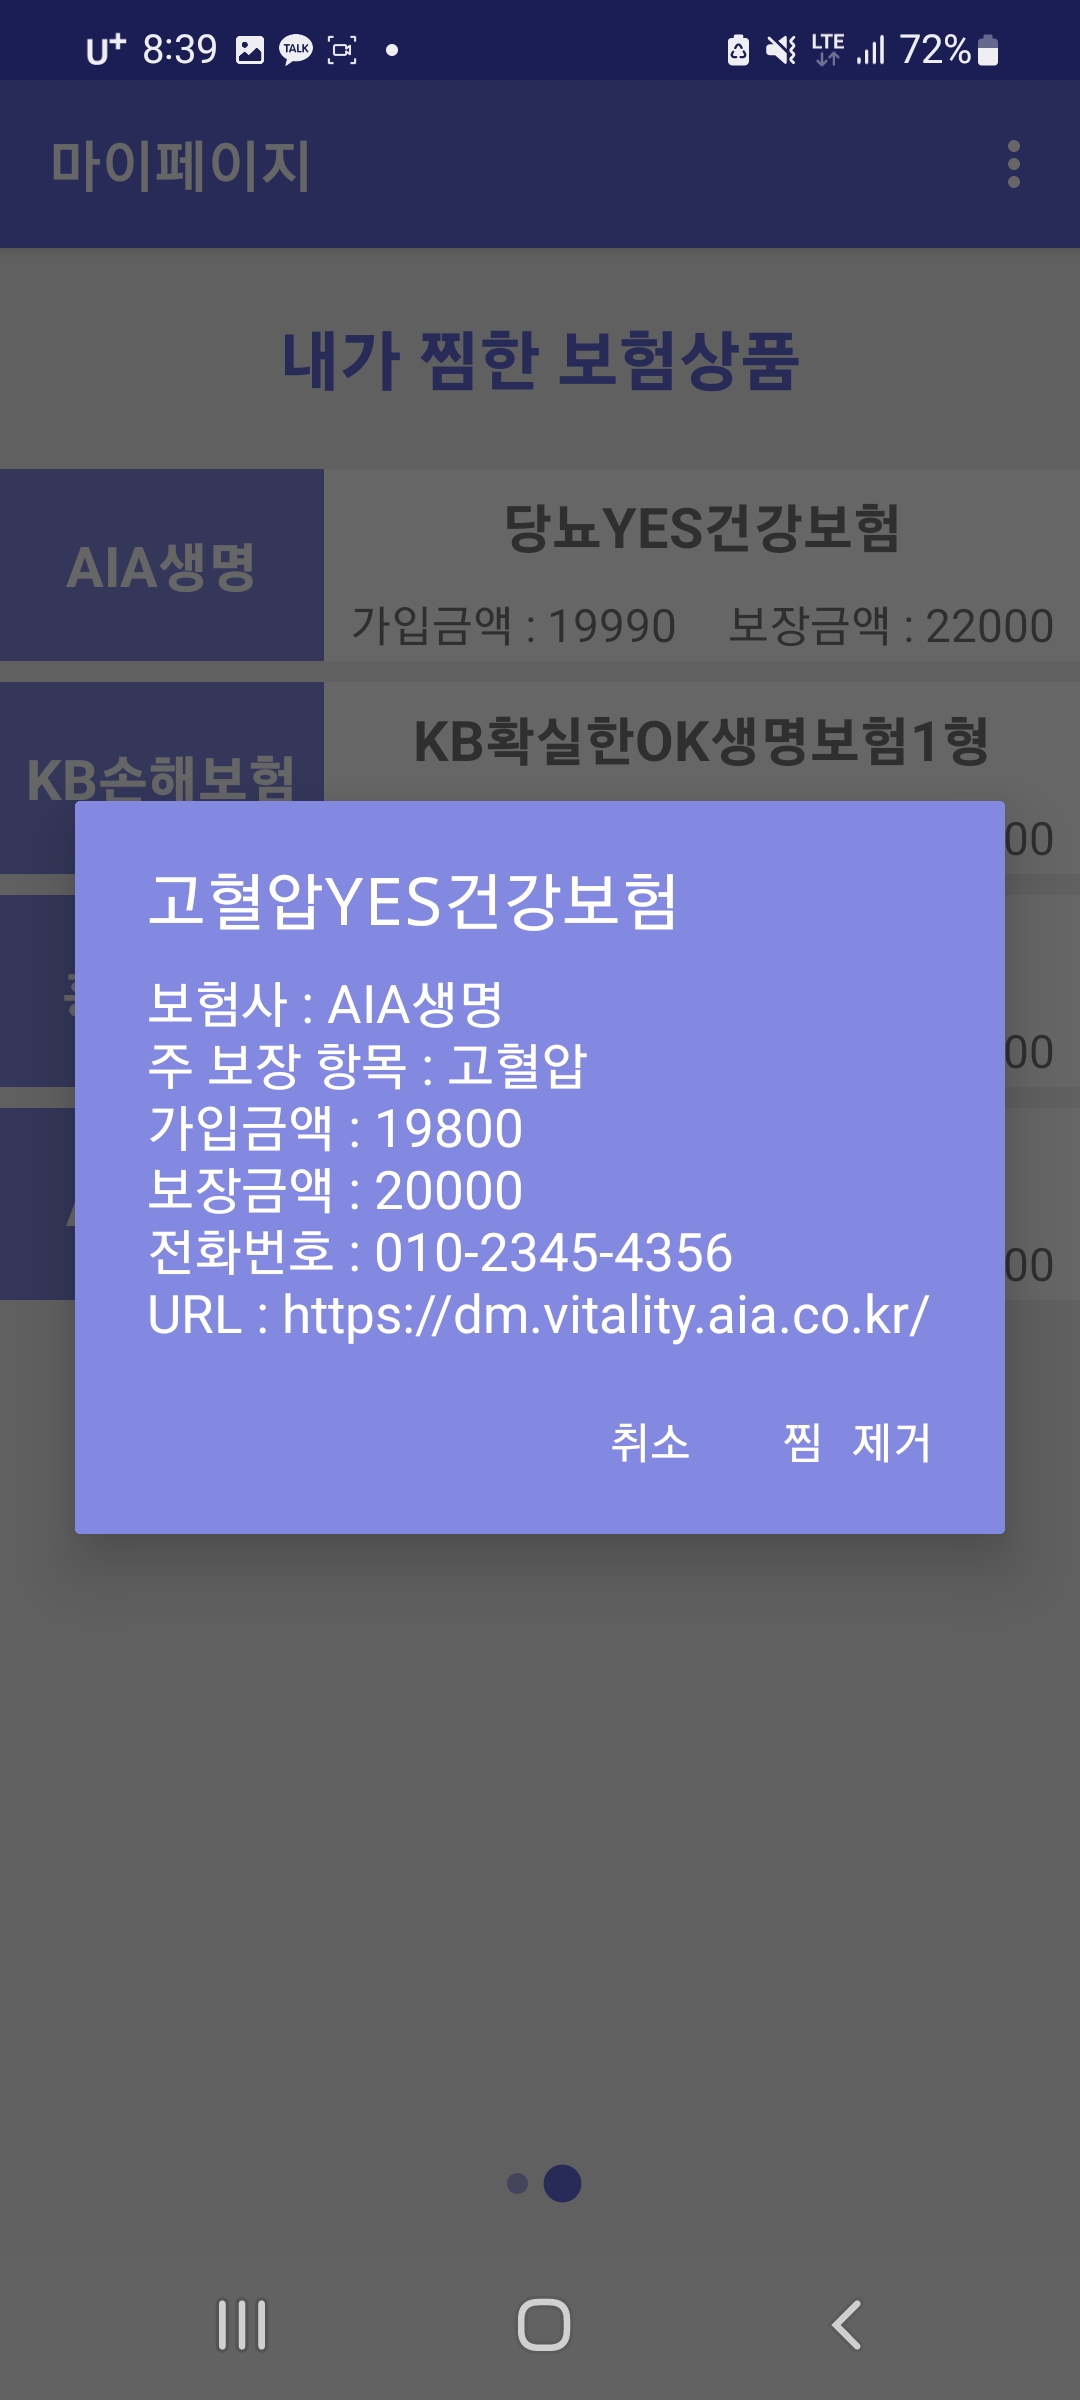 U+ 8:39 TALK LTE 72%
마이페이지
내가 찜한 보험상품
AIA생명
당뇨YES건강보험
가입금액 : 19990 보장금액 : 22000
KB손해보험
KB확실한OK생명보험1형
00
고혈압YES건강보험
보험사 : AIA생명
주 보장 항목 : 고혈압
가입금액 : 19800
보장금액 : 20000
전화번호 : 010-2345-4356
URL : https://dm.vitality.aia.co.kr/
취소 찜 제거
00
00